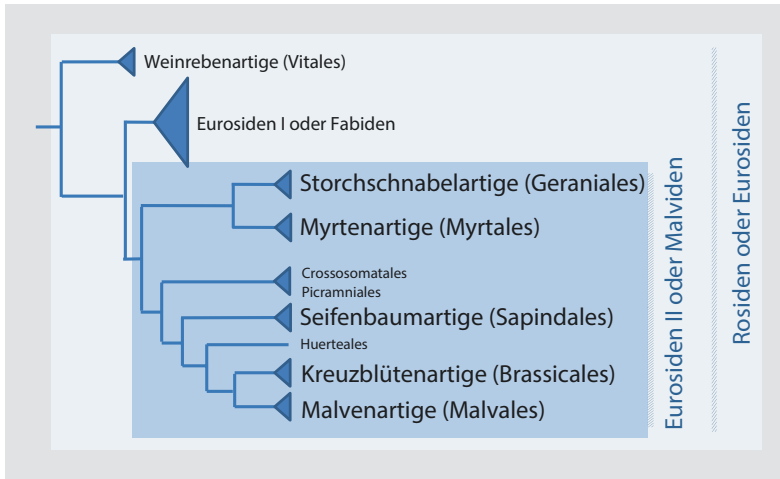 Weinrebenartige (Vitales)
Eurosiden I oder Fabiden
Storchschnabelartige (Geraniales)
Myrtenartige (Myrtales)
Crossosomatales
Picramniales
Seifenbaumartige (Sapindales)
Huerteales
Kreuzblütenartige (Brassicales)
Malvenartige (Malvales)
Eurosiden II oder Malviden
Rosiden oder Eurosiden